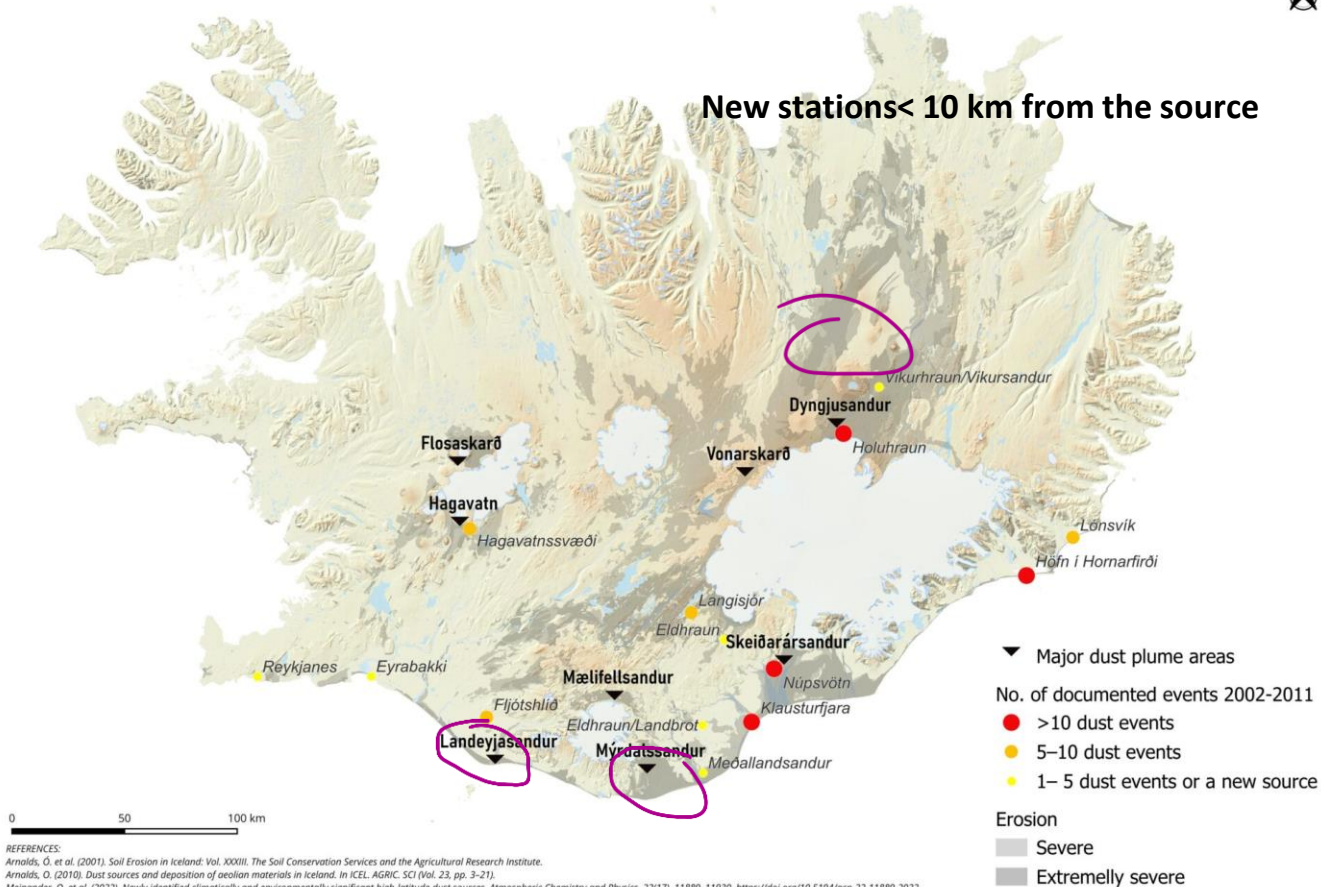 New stations< 10 km from the source
Vikurhraun/Vikursandur
Dyngjusandur
Holuhraun
Flosaskarð
Vonarskarð
Hagavatn
Hagavatnssvæði
Lónsvík
Höfn í Hornarfirði
Langisjór
Eldhraun
Skeiðarársandur
Núpsvötn
Reykjanes
Eyrabakki
Mælifellsandur
Fljótshlíð
Klausturfjara
Eldhraun/Landbrot
Landeyjasandur
Mýrdalssandur
Meðallandsandur
Major dust plume areas
No. of documented events 2002-2011
>10 dust events
5–10 dust events
1– 5 dust events or a new source
Erosion
Severe
Extremelly severe
0 50 100 km
REFERENCES:
Arnalds, Ó. et al. (2001). Soil Erosion in Iceland: Vol. XXXIII. The Soil Conservation Services and the Agricultural Research Institute.
Arnalds, O. (2010). Dust sources and deposition of aeolian materials in Iceland. In ICEL. AGRIC. SCI (Vol. 23, pp. 3–21).